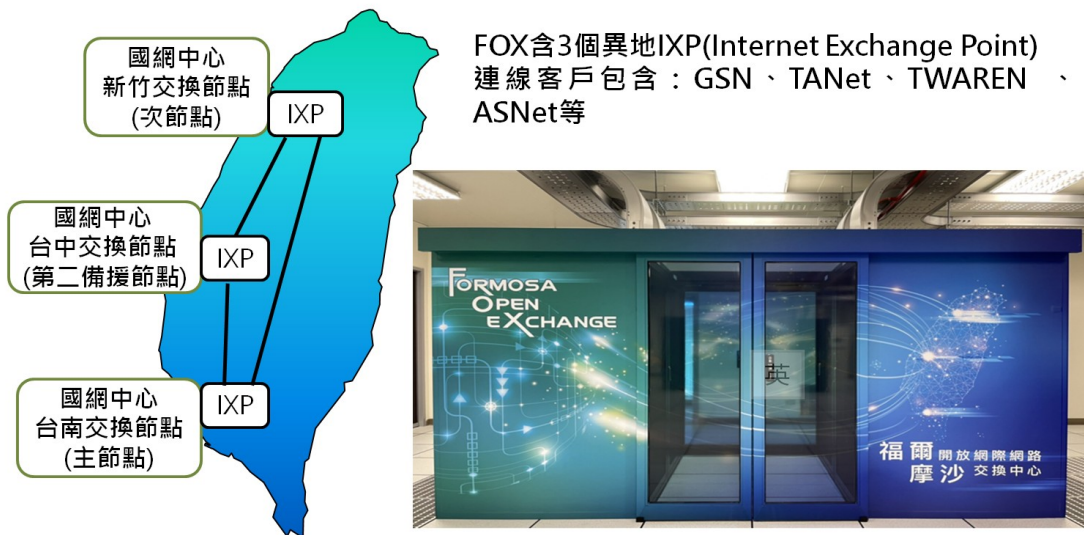 國網中心
新竹交換節點
(次節點)
IXP
國網中心
台中交換節點
(第二備援節點)
IXP
國網中心
台南交換節點
(主節點)
IXP
FOX含3個異地IXP(Internet Exchange Point)
連線客戶包含：GSN、TANet、TWAREN 、
ASNet等
FORMOSA
OPEN
EXCHANGE
英
福爾 開放網際網路
摩沙 交換中心